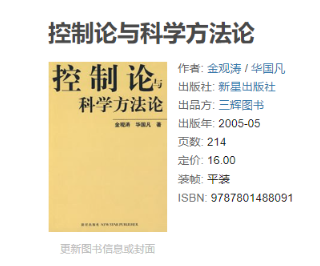 控制论与科学方法论
控制论与
科学方法论
金观涛 华国凡 著
作者: 金观涛 / 华国凡
出版社: 新星出版社
出品方: 三辉图书
出版年: 2005-05
页数: 214
定价: 16.00
装帧: 平装
ISBN: 9787801488091
更新图书信息或封面